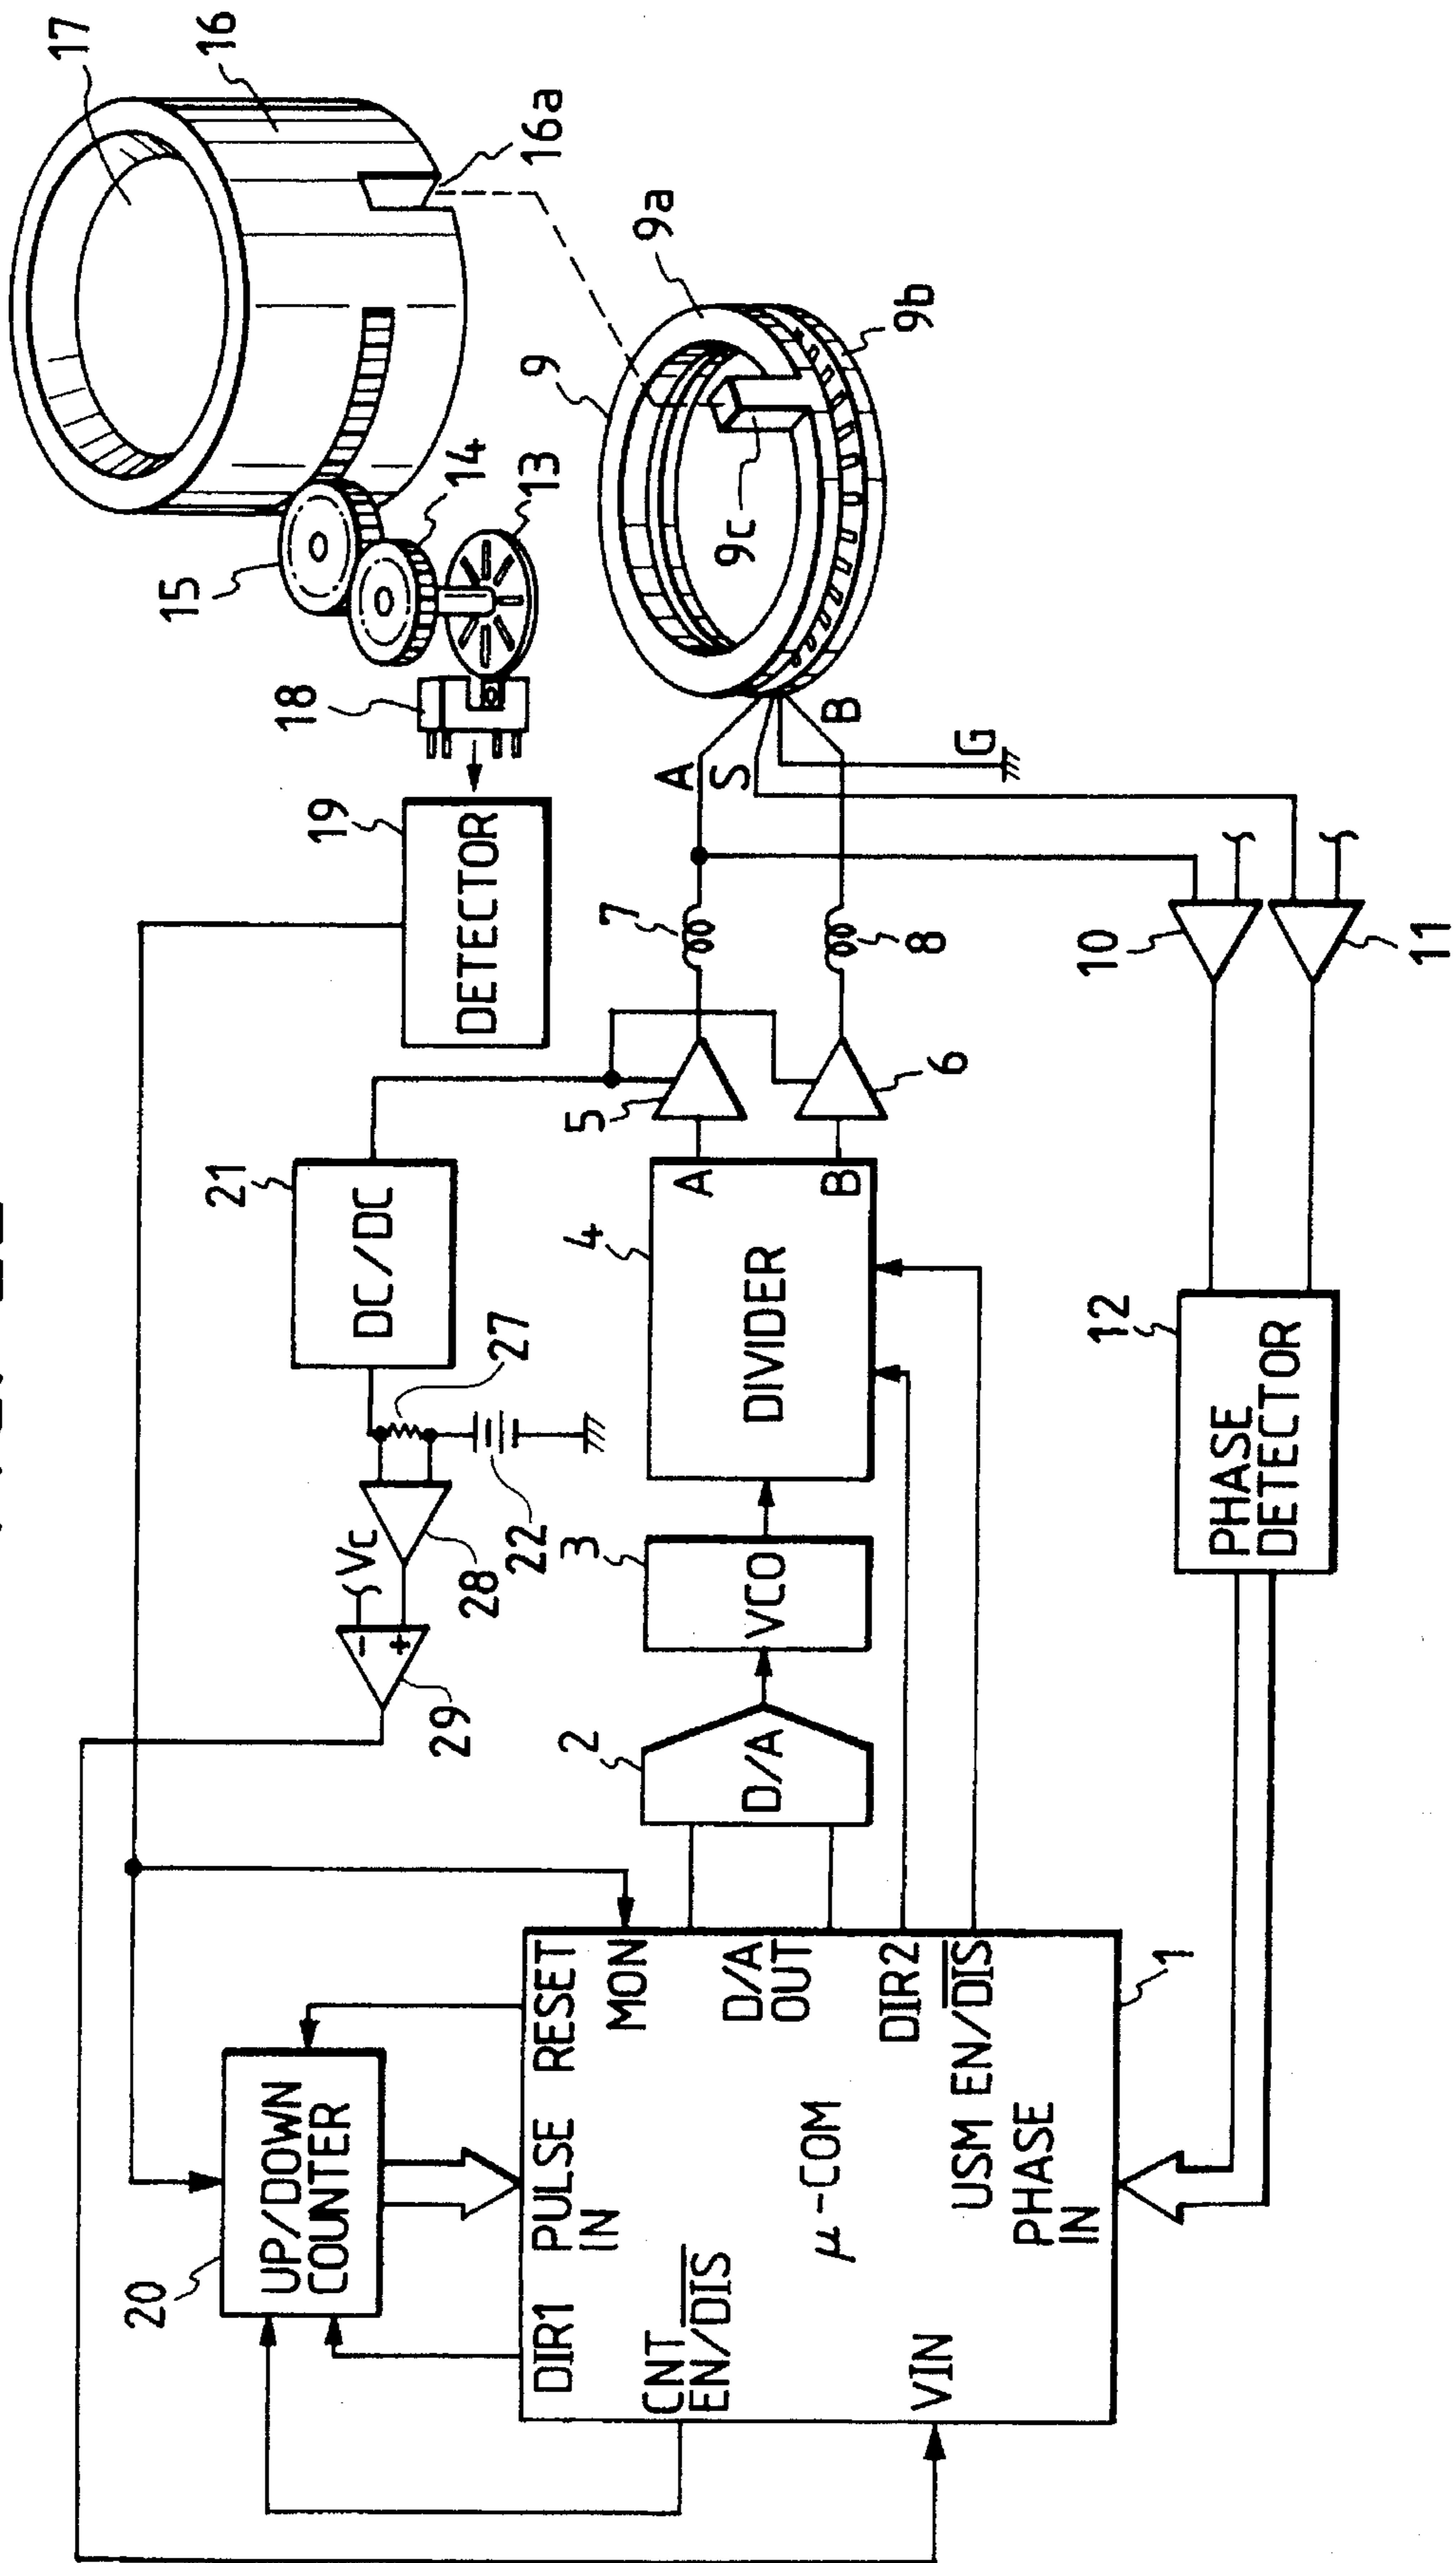 17
16
16a
15
14
13
18
19
DETECTOR
9
9a
9b
9c
A
S
B
G
7
8
10
11
5
6
21
DC/DC
27
22
28
VC
29
-
+
4
DIVIDER
A
B
3
VCO
2
D/A
12
PHASE
DETECTOR
20
UP/DOWN
COUNTER
DIR1
PULSE
IN
RESET
MON
CNT
EN/DIS
D/A
OUT
μ-COM
DIR2
USM EN/DIS
VIN
PHASE
IN
1